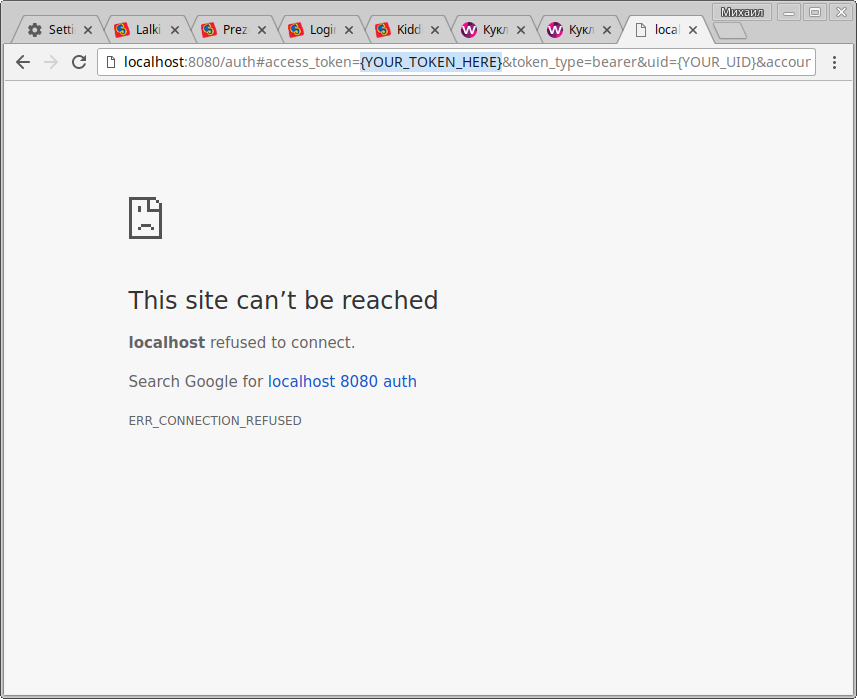 Михаил
Setti Lalki Prez Logi Kidd Кукл Кукл local
localhost:8080/auth#access_token={YOUR_TOKEN_HERE}&token_type=bearer&uid={YOUR_UID}&accour
This site can’t be reached
localhost refused to connect.
Search Google for localhost 8080 auth
ERR_CONNECTION_REFUSED